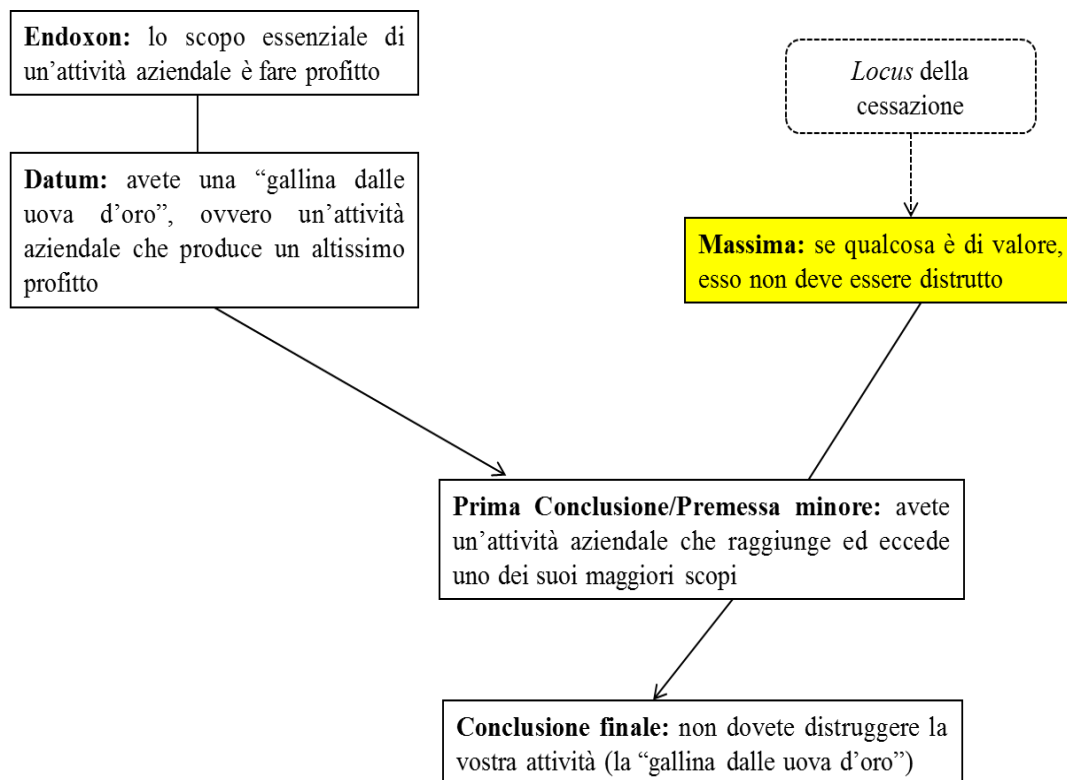 Endoxon: lo scopo essenziale di
un’attività aziendale è fare profitto
Locus della
cessazione
Datum: avete una “gallina dalle
uova d’oro”, ovvero un’attività
aziendale che produce un altissimo
profitto
Massima: se qualcosa è di valore,
esso non deve essere distrutto
Prima Conclusione/Premessa minore: avete
un’attività aziendale che raggiunge ed eccede
uno dei suoi maggiori scopi
Conclusione finale: non dovete distruggere la
vostra attività (la “gallina dalle uova d’oro”)